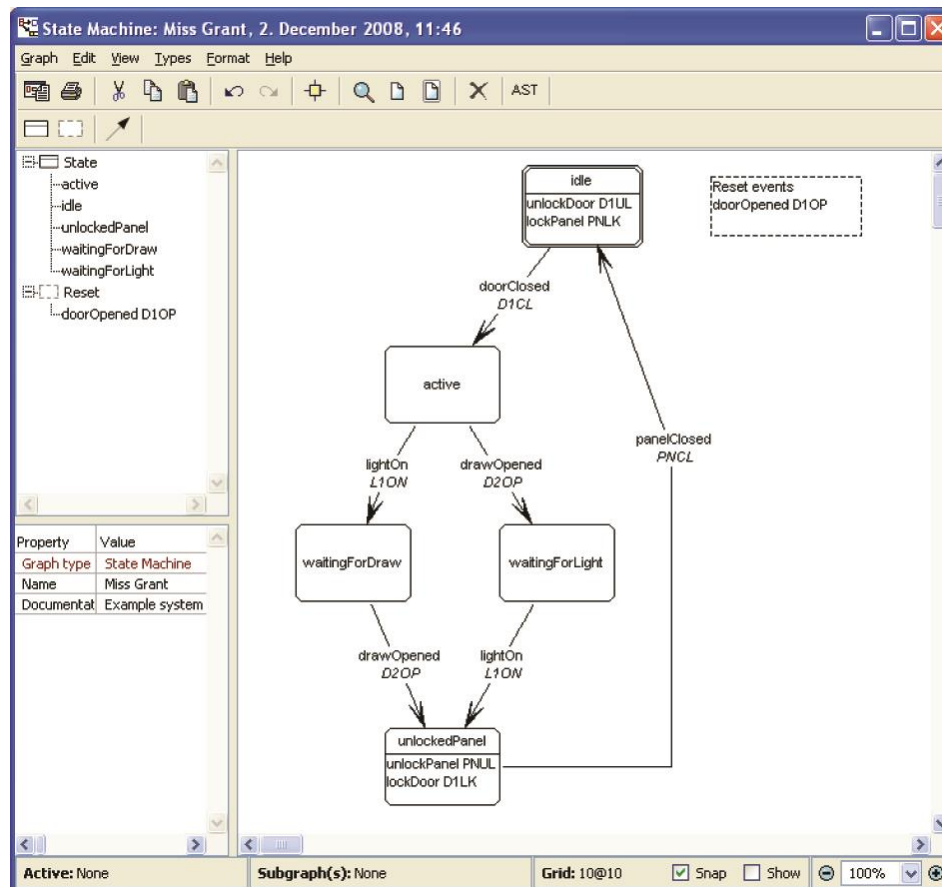 State Machine: Miss Grant, 2. December 2008, 11:46
Graph Edit View Types Format Help
AST
State
active
idle
unlockedPanel
waitingForDraw
waitingForLight
Reset
doorOpened D1OP
Property Value
Graph type State Machine
Name Miss Grant
Documentat Example system
idle
unlockDoor D1UL
lockPanel PNLK
Reset events
doorOpened D1OP
doorClosed
D1CL
active
lightOn
L1ON
drawOpened
D2OP
panelClosed
PNCL
waitingForDraw
waitingForLight
drawOpened
D2OP
lightOn
L1ON
unlockedPanel
unlockPanel PNUL
lockDoor D1LK
Active: None Subgraph(s): None Grid: 10@10 Snap Show 100%